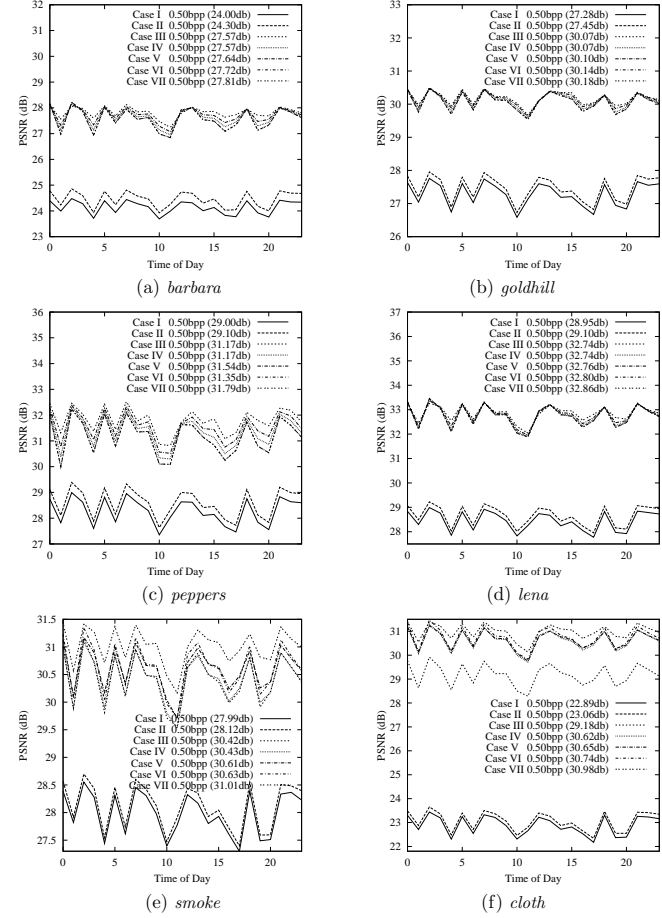 32
31
30
29
28
27
26
25
24
23
PSNR (dB)
0 5 10 15 20
Time of Day
Case I 0.50bpp (24.00db)
Case II 0.50bpp (24.30db)
Case III 0.50bpp (27.57db)
Case IV 0.50bpp (27.57db)
Case V 0.50bpp (27.64db)
Case VI 0.50bpp (27.72db)
Case VII 0.50bpp (27.81db)
(a) barbara
33
32
31
30
29
28
27
26
PSNR (dB)
0 5 10 15 20
Time of Day
Case I 0.50bpp (27.28db)
Case II 0.50bpp (27.45db)
Case III 0.50bpp (30.07db)
Case IV 0.50bpp (30.07db)
Case V 0.50bpp (30.10db)
Case VI 0.50bpp (30.14db)
Case VII 0.50bpp (30.18db)
(b) goldhill
36
35
34
33
32
31
30
29
28
27
PSNR (dB)
0 5 10 15 20
Time of Day
Case I 0.50bpp (29.00db)
Case II 0.50bpp (29.10db)
Case III 0.50bpp (31.17db)
Case IV 0.50bpp (31.17db)
Case V 0.50bpp (31.54db)
Case VI 0.50bpp (31.35db)
Case VII 0.50bpp (31.79db)
(c) peppers
37
36
35
34
33
32
31
30
29
28
PSNR (dB)
0 5 10 15 20
Time of Day
Case I 0.50bpp (28.95db)
Case II 0.50bpp (29.10db)
Case III 0.50bpp (32.74db)
Case IV 0.50bpp (32.74db)
Case V 0.50bpp (32.76db)
Case VI 0.50bpp (32.80db)
Case VII 0.50bpp (32.86db)
(d) lena
31.5
31
30.5
30
29.5
29
28.5
28
27.5
PSNR (dB)
0 5 10 15 20
Time of Day
Case I 0.50bpp (27.99db)
Case II 0.50bpp (28.12db)
Case III 0.50bpp (30.42db)
Case IV 0.50bpp (30.43db)
Case V 0.50bpp (30.61db)
Case VI 0.50bpp (30.63db)
Case VII 0.50bpp (31.01db)
(e) smoke
31
30
29
28
27
26
25
24
23
22
PSNR (dB)
0 5 10 15 20
Time of Day
Case I 0.50bpp (22.89db)
Case II 0.50bpp (23.06db)
Case III 0.50bpp (29.18db)
Case IV 0.50bpp (30.62db)
Case V 0.50bpp (30.65db)
Case VI 0.50bpp (30.74db)
Case VII 0.50bpp (30.98db)
(f) cloth